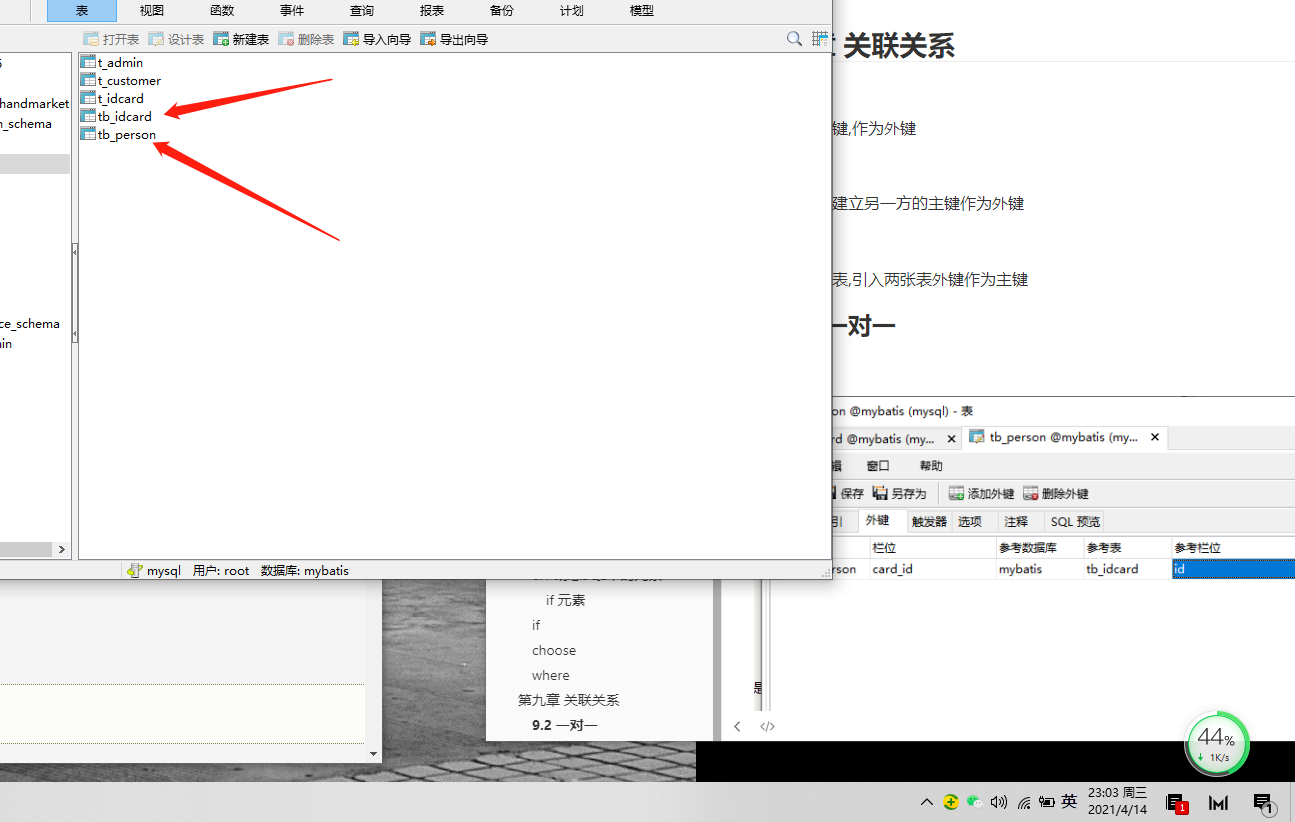 表 视图 函数 事件 查询 报表 备份 计划 模型
打开表 设计表 新建表 删除表 导入向导 导出向导
t_admin
t_customer
t_idcard
tb_idcard
tb_person
handmarket
_schema
ce_schema
in
mysql 用户: root 数据库: mybatis
关联关系
键,作为外键
建立另一方的主键作为外键
表,引入两张表外键作为主键
一对一
on @mybatis (mysql) - 表
rd @mybatis (my... tb_person @mybatis (my...
窗口 帮助
保存 另存为 添加外键 删除外键
引 外键 触发器 选项 注释 SQL 预览
栏位 参考数据库 参考表 参考栏位
rson card_id mybatis tb_idcard id
if 元素
if
choose
where
第九章 关联关系
9.2 一对一
是
</>
44%
1K/s
英 23:03 周三
2021/4/14
1
1